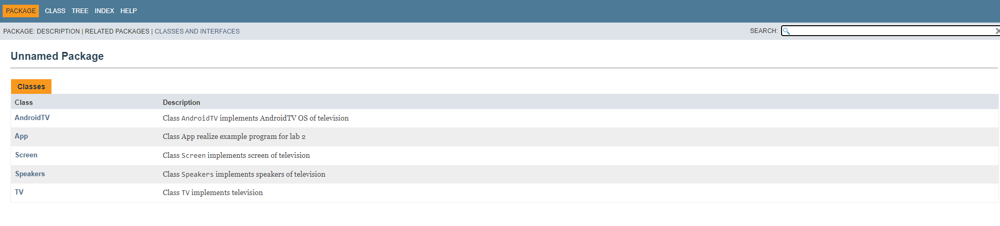 PACKAGE CLASS TREE INDEX HELP
PACKAGE: DESCRIPTION | RELATED PACKAGES | CLASSES AND INTERFACES SEARCH:
Unnamed Package
Classes
Class Description
AndroidTV Class AndroidTV implements AndroidTV OS of television
App Class App realize example program for lab 2
Screen Class Screen implements screen of television
Speakers Class Speakers implements speakers of television
TV Class TV implements television